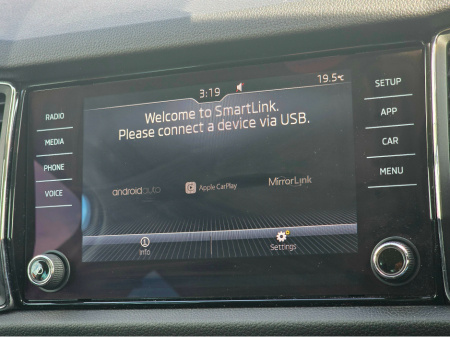 3:19
19.5°C
Welcome to SmartLink.
Please connect a device via USB.
androidauto
Apple CarPlay
MirrorLink
Info
Settings
RADIO
MEDIA
PHONE
VOICE
SETUP
APP
CAR
MENU